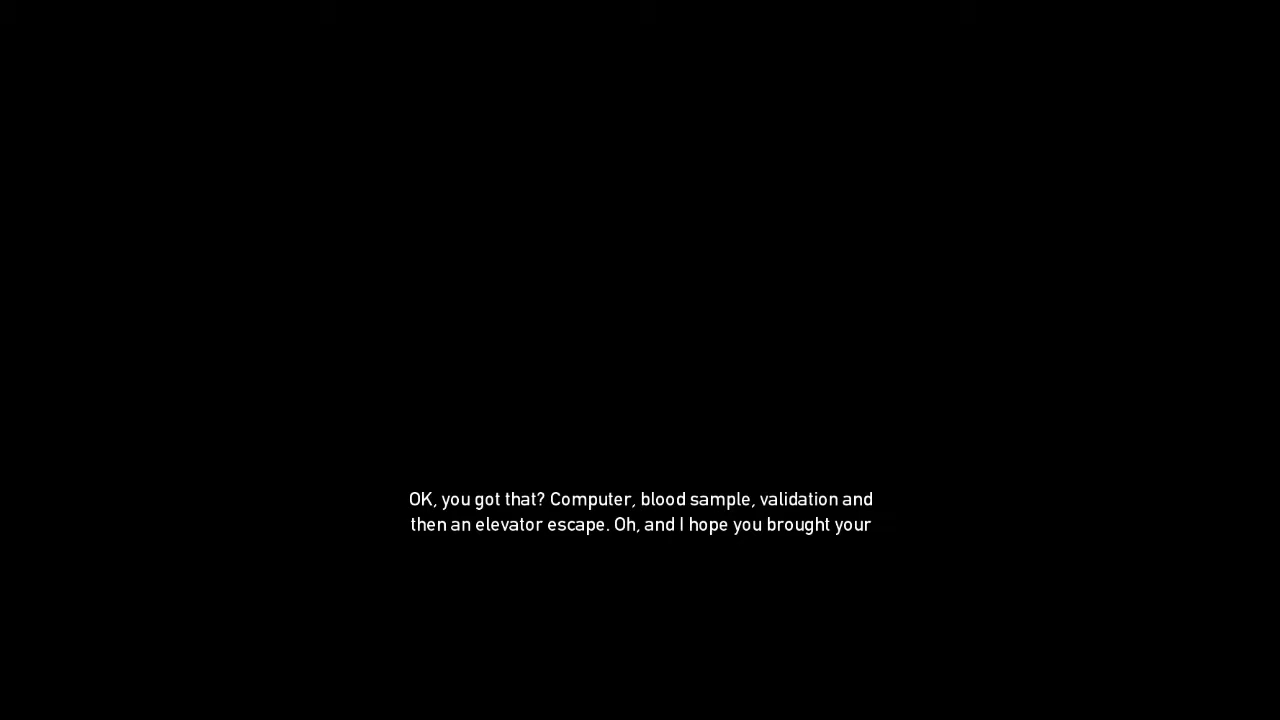 OK, you got that? Computer, blood sample, validation and
then an elevator escape. Oh, and I hope you brought your